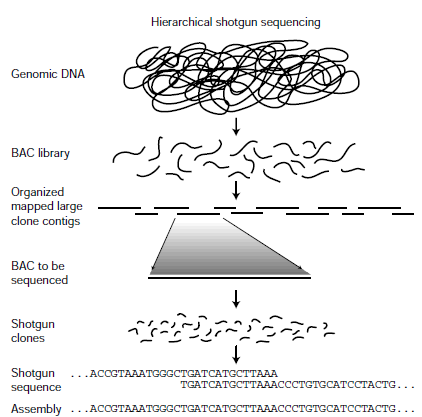 Hierarchical shotgun sequencing
Genomic DNA
BAC library
Organized
mapped large
clone contigs
BAC to be
sequenced
Shotgun
clones
Shotgun
sequence
...ACCGTAAATGGGCTGATCATGCTTAAA
TGATCATGCTTAAACCCTGTGCATCCTACTG...
Assembly ...ACCGTAAATGGGCTGATCATGCTTAAACCCTGTGCATCCTACTG...